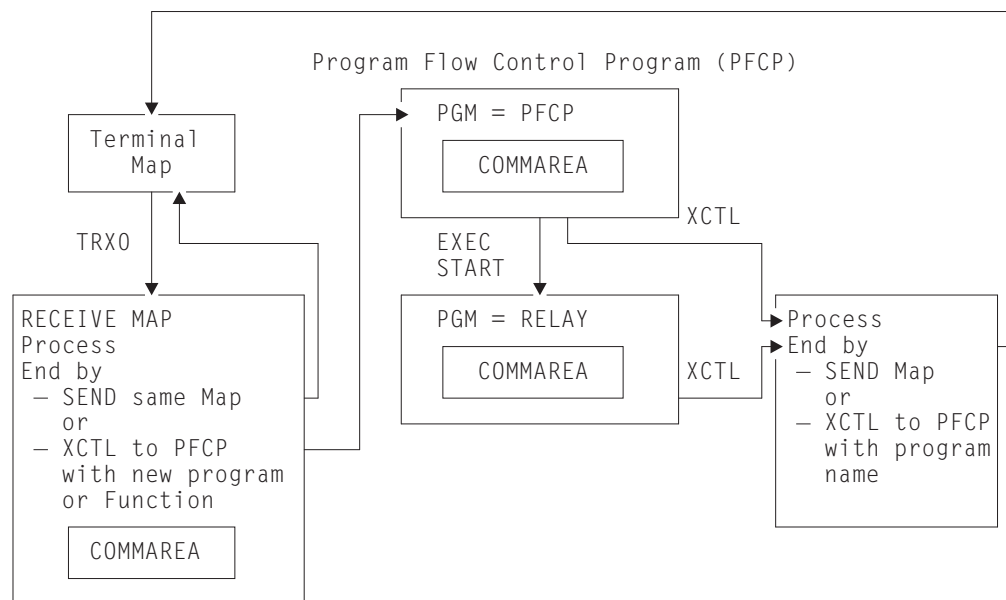 Program Flow Control Program (PFCP)
Terminal
Map
TRXO
RECEIVE MAP
Process
End by
— SEND same Map
or
— XCTL to PFCP
with new program
or Function
COMMAREA
PGM = PFCP
COMMAREA
EXEC
START
XCTL
PGM = RELAY
COMMAREA
XCTL
Process
End by
— SEND Map
or
— XCTL to PFCP
with program
name